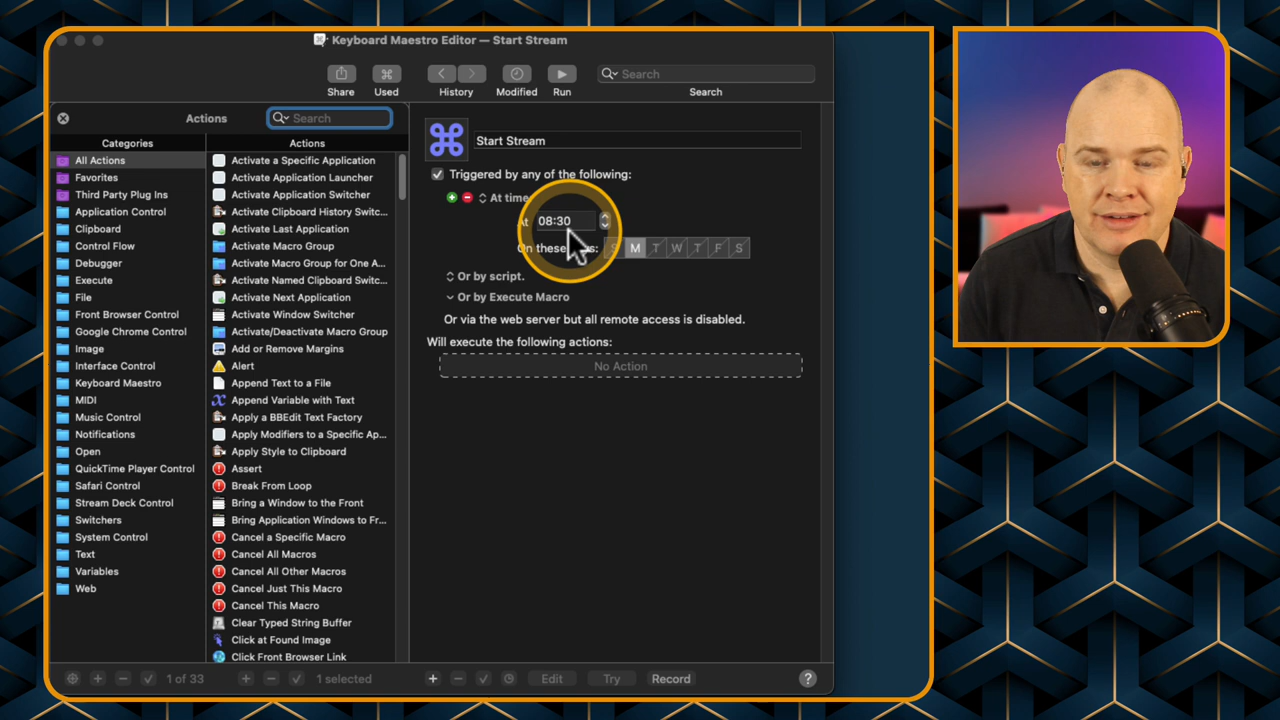 Keyboard Maestro Editor — Start Stream
Share
Used
History
Modified
Run
Search
Search
Actions
Search
Categories
All Actions
Favorites
Third Party Plug Ins
Application Control
Clipboard
Control Flow
Debugger
Execute
File
Front Browser Control
Google Chrome Control
Image
Interface Control
Keyboard Maestro
MIDI
Music Control
Notifications
Open
QuickTime Player Control
Safari Control
Stream Deck Control
Switchers
System Control
Text
Variables
Web
Actions
Activate a Specific Application
Activate Application Launcher
Activate Application Switcher
Activate Clipboard History Switc...
Activate Last Application
Activate Macro Group
Activate Macro Group for One A...
Activate Named Clipboard Switc...
Activate Next Application
Activate Window Switcher
Activate/Deactivate Macro Group
Add or Remove Margins
Alert
Append Text to a File
Append Variable with Text
Apply a BBEdit Text Factory
Apply Modifiers to a Specific Ap...
Apply Style to Clipboard
Assert
Break From Loop
Bring a Window to the Front
Bring Application Windows to Fr...
Cancel a Specific Macro
Cancel All Macros
Cancel All Other Macros
Cancel Just This Macro
Cancel This Macro
Clear Typed String Buffer
Click at Found Image
Click Front Browser Link
Start Stream
Triggered by any of the following:
At time
At 08:30
On these S M T W T F S
Or by script.
Or by Execute Macro
Or via the web server but all remote access is disabled.
Will execute the following actions:
No Action
1 of 33
1 selected
Edit
Try
Record
?